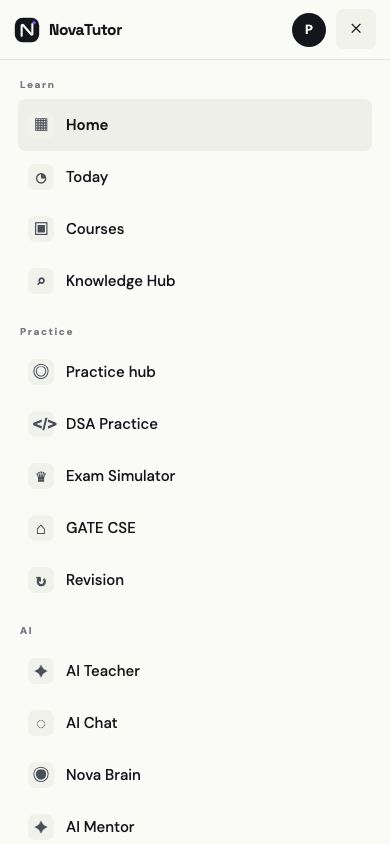 NovaTutor
P
Learn
Home
Today
Courses
Knowledge Hub
Practice
Practice hub
</> DSA Practice
Exam Simulator
GATE CSE
Revision
AI
AI Teacher
AI Chat
Nova Brain
AI Mentor